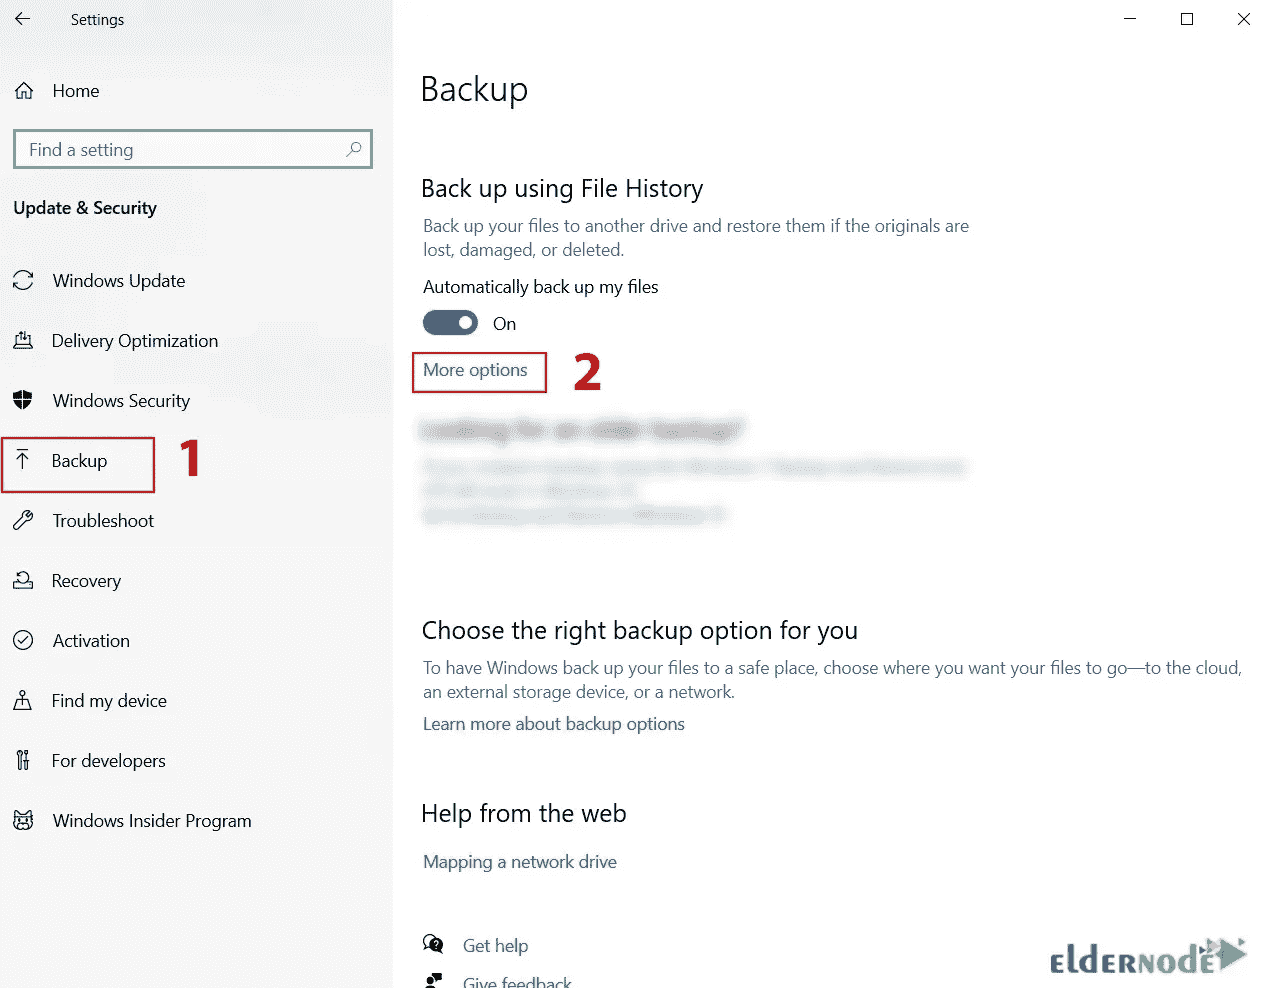 Settings
Home
Find a setting
Update & Security
Windows Update
Delivery Optimization
Windows Security
Backup
1
Troubleshoot
Recovery
Activation
Find my device
For developers
Windows Insider Program
Backup
Back up using File History
Back up your files to another drive and restore them if the originals are
lost, damaged, or deleted.
Automatically back up my files
On
More options
2
Choose the right backup option for you
To have Windows back up your files to a safe place, choose where you want your files to go—to the cloud,
an external storage device, or a network.
Learn more about backup options
Help from the web
Mapping a network drive
Get help
Give feedback
eldernode